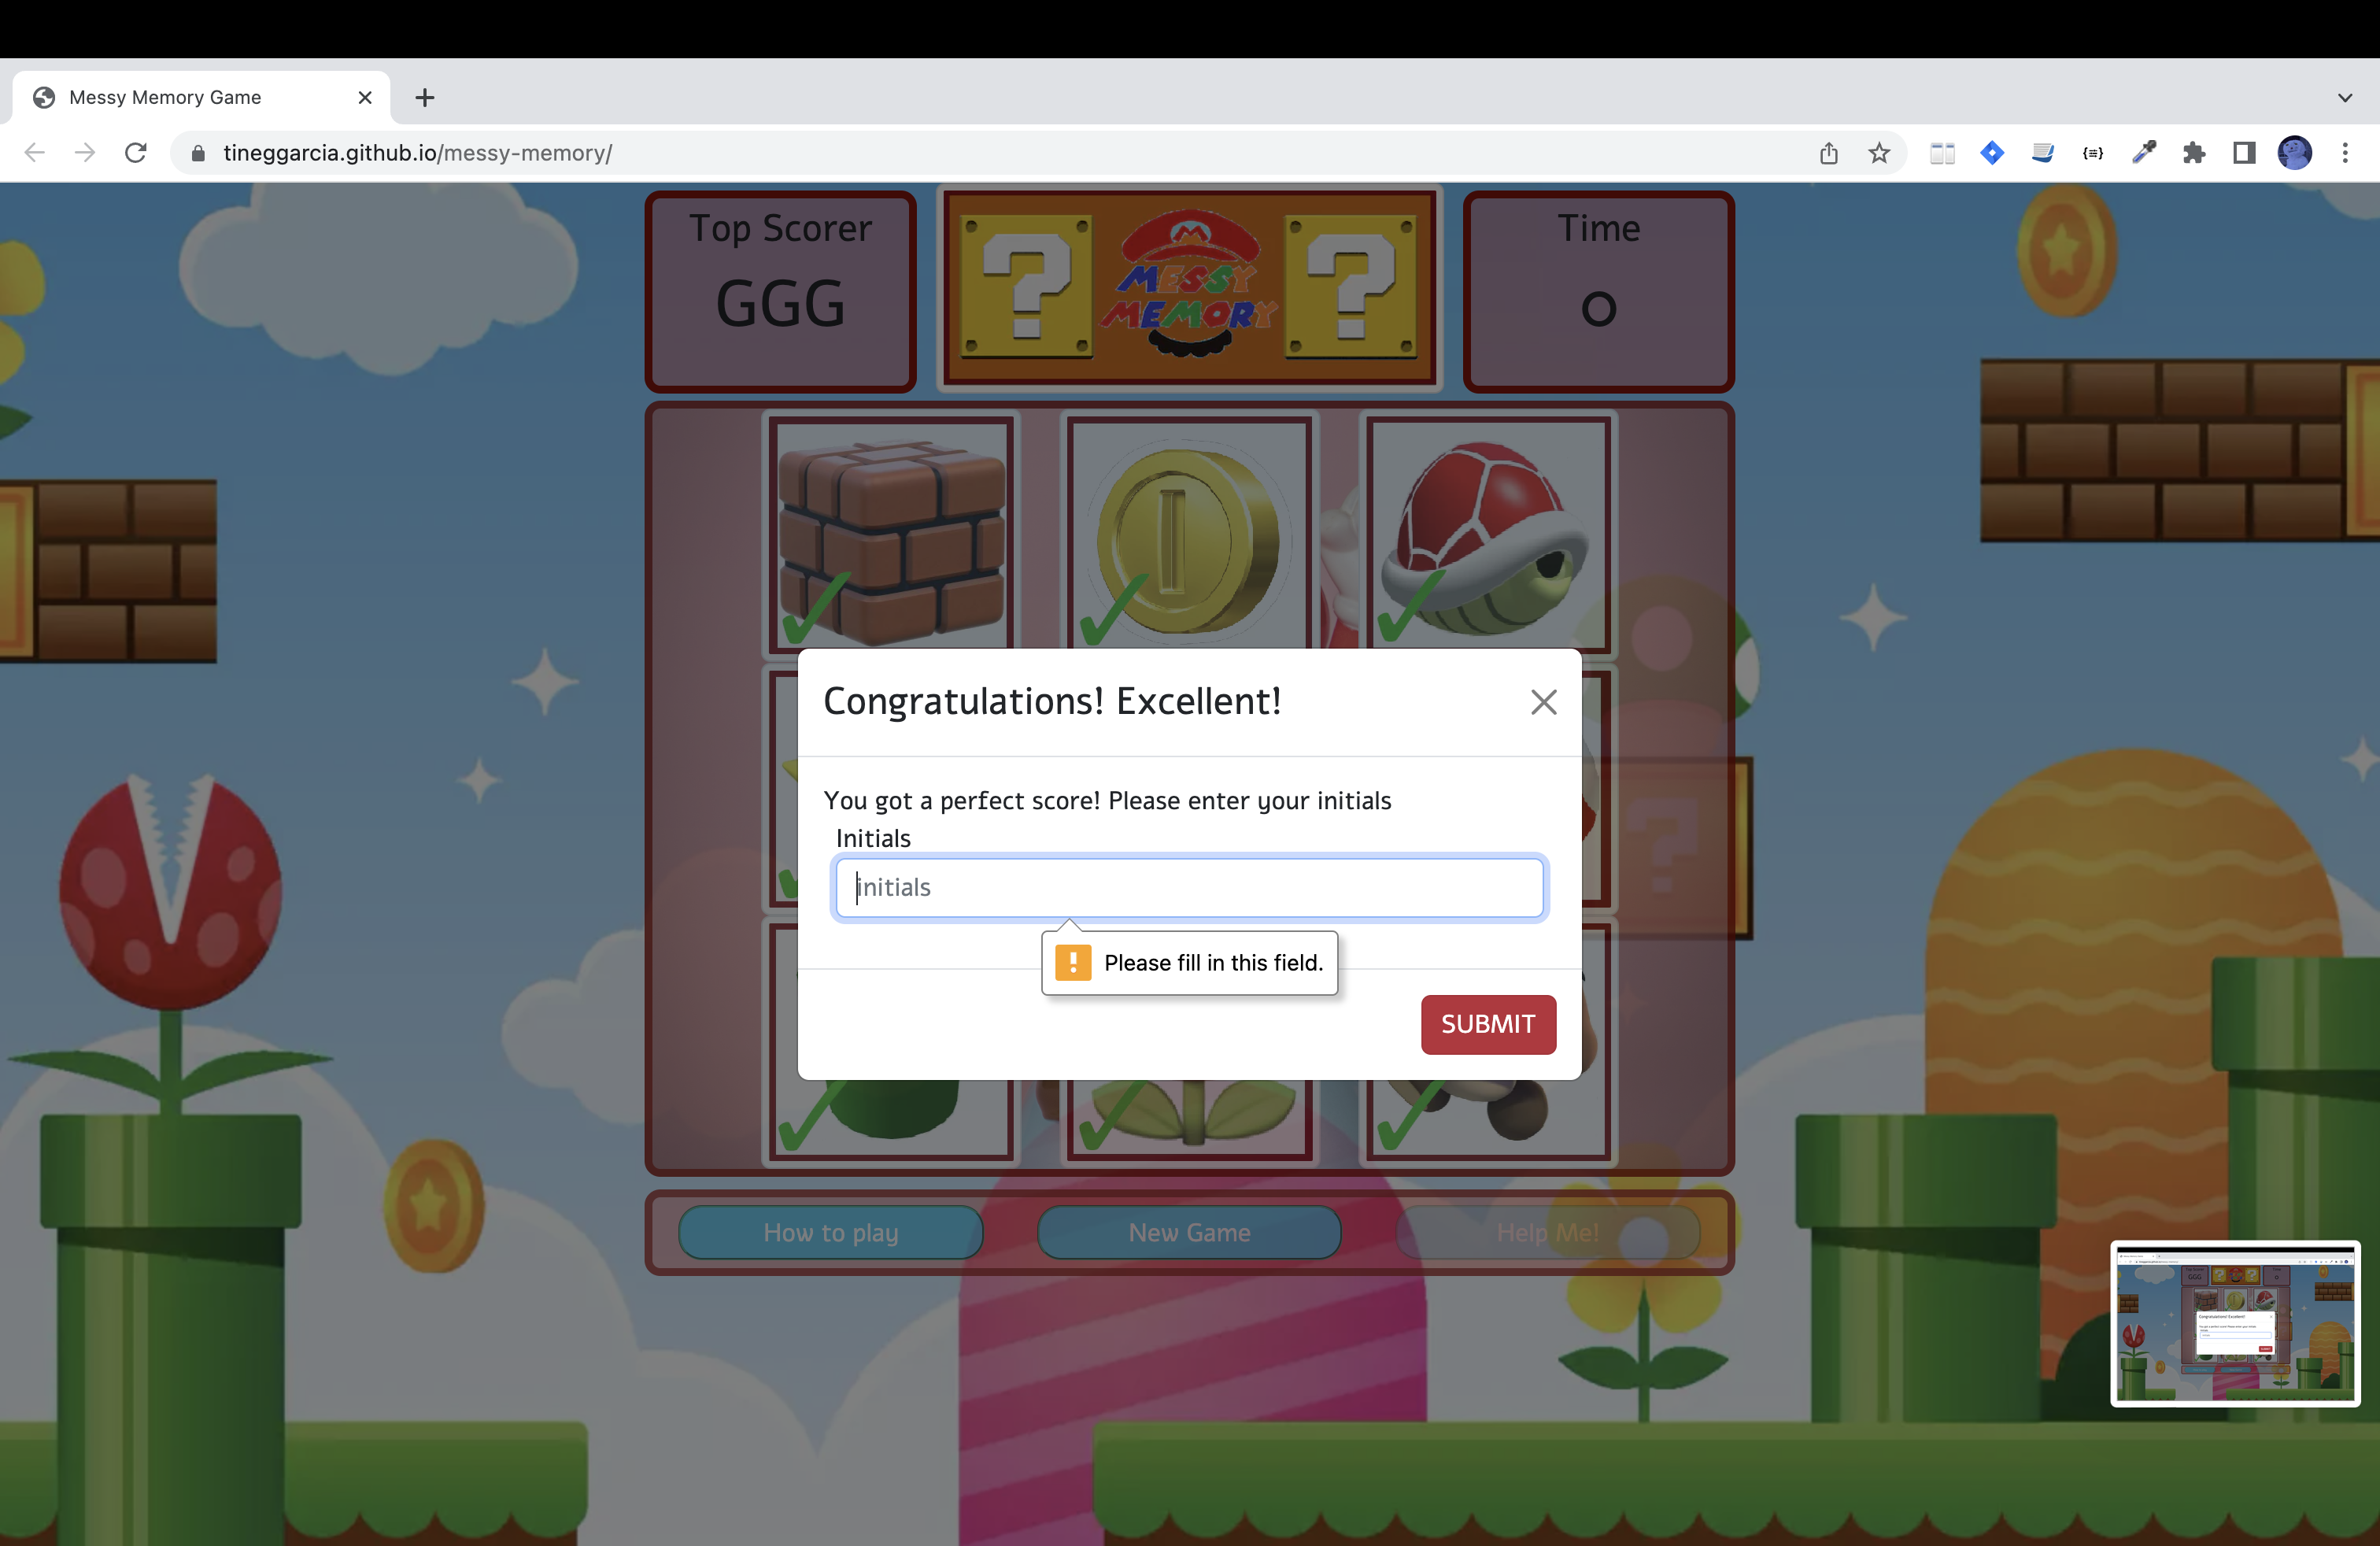 Messy Memory Game
tineggarcia.github.io/messy-memory/
Top Scorer
GGG
MESSY
MEMORY
Time
0
Congratulations! Excellent!
You got a perfect score! Please enter your initials
Initials
initials
Please fill in this field.
SUBMIT
How to play
New Game
Help Me!